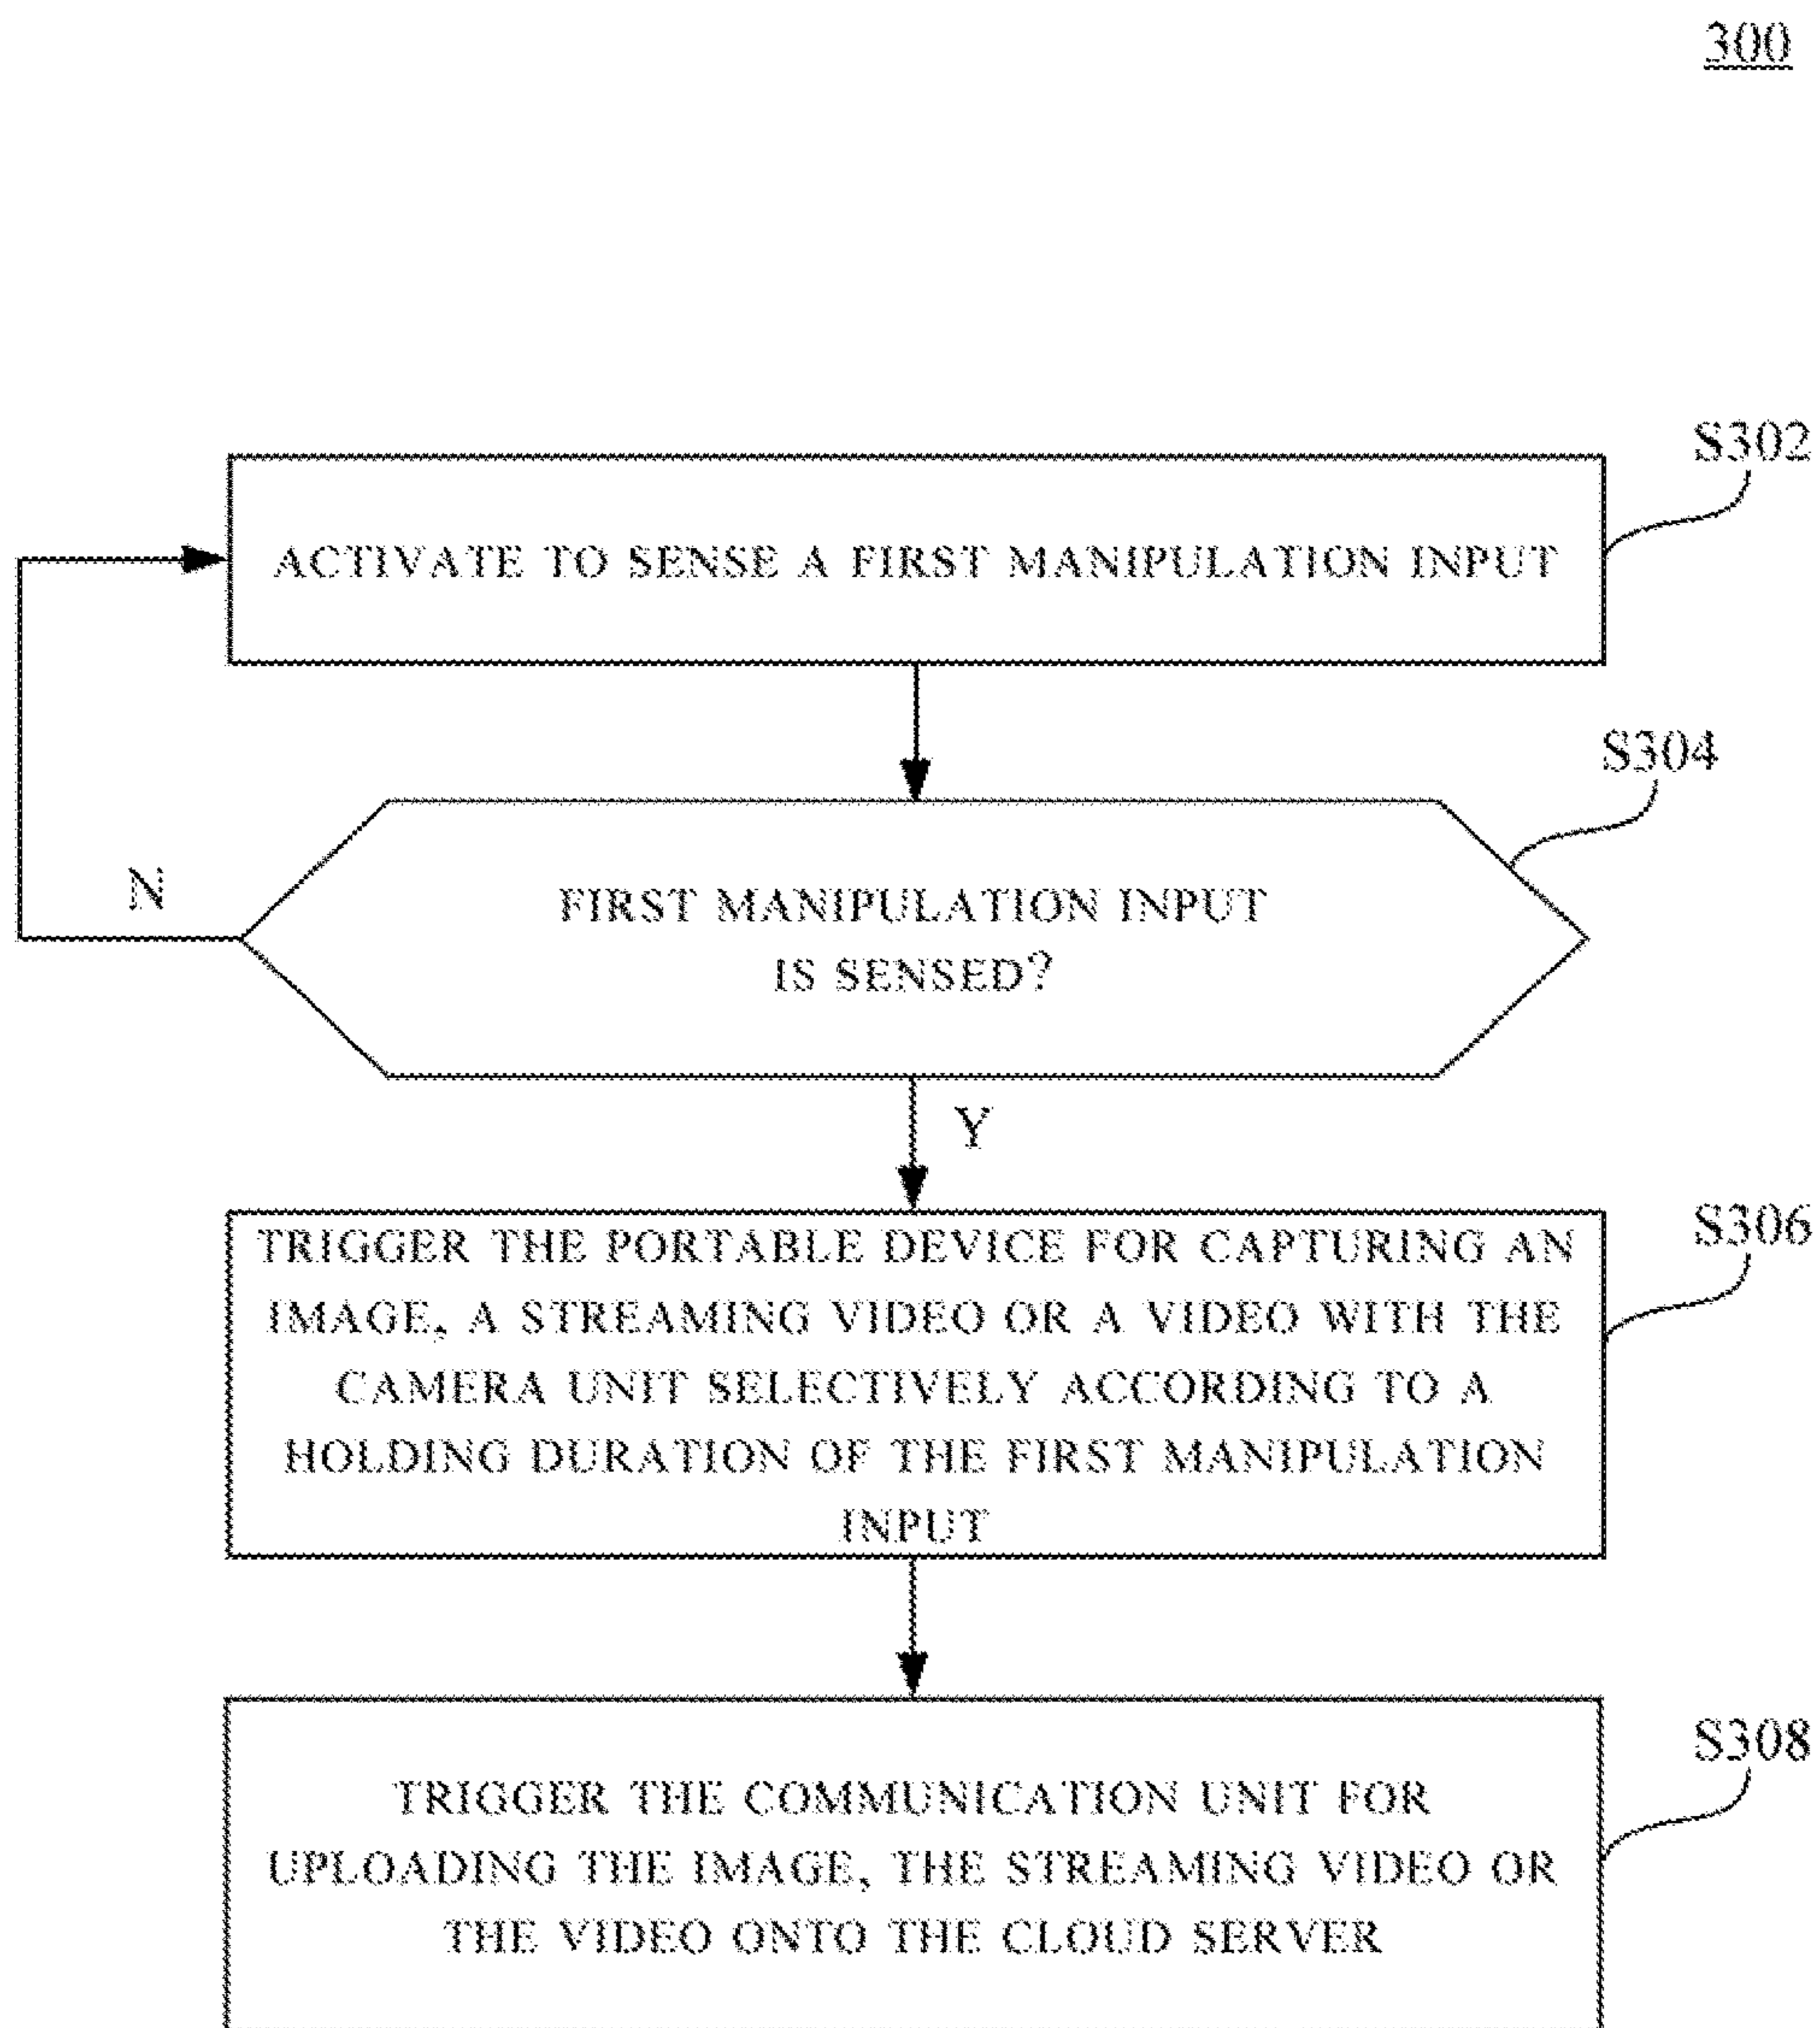 300
S302
ACTIVATE TO SENSE A FIRST MANIPULATION INPUT
S304
N
FIRST MANIPULATION INPUT
IS SENSED?
Y
S306
TRIGGER THE PORTABLE DEVICE FOR CAPTURING AN
IMAGE, A STREAMING VIDEO OR A VIDEO WITH THE
CAMERA UNIT SELECTIVELY ACCORDING TO A
HOLDING DURATION OF THE FIRST MANIPULATION
INPUT
S308
TRIGGER THE COMMUNICATION UNIT FOR
UPLOADING THE IMAGE, THE STREAMING VIDEO OR
THE VIDEO ONTO THE CLOUD SERVER